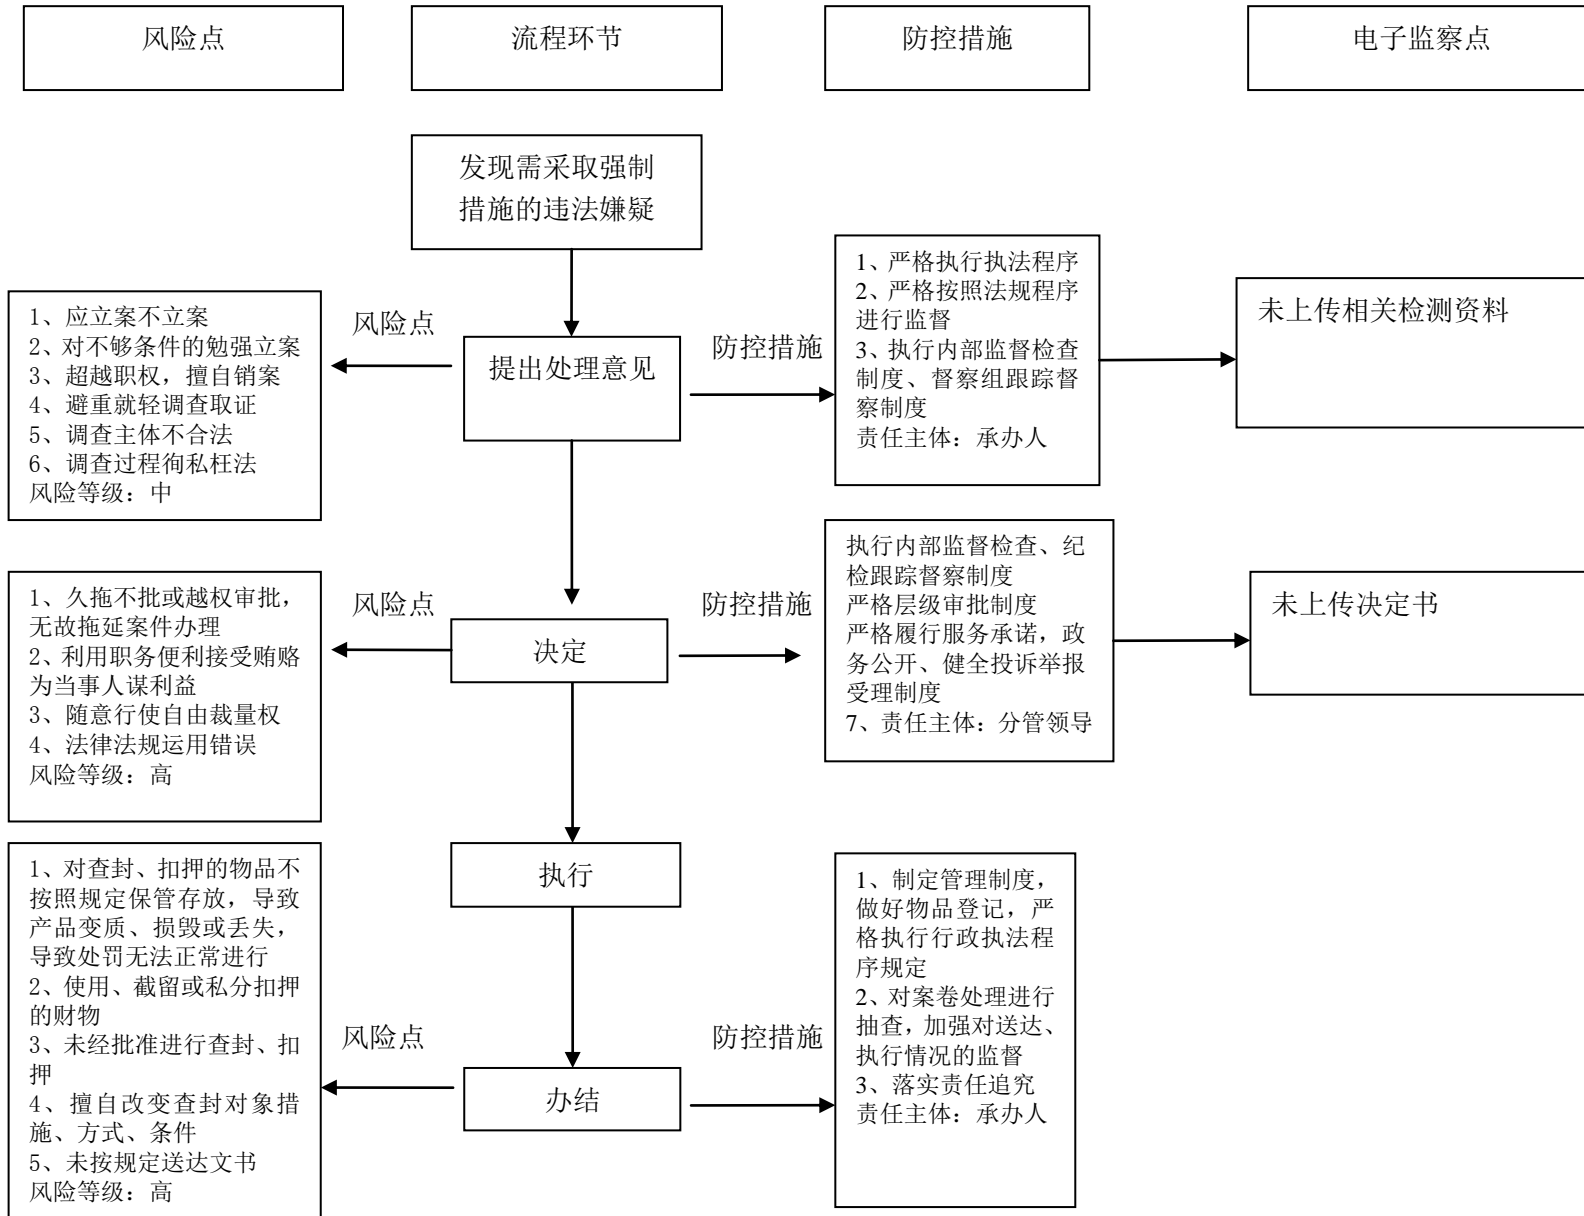 风险点
流程环节
防控措施
电子监察点
发现需采取强制
措施的违法嫌疑
1、应立案不立案
2、对不够条件的勉强立案
3、超越职权，擅自销案
4、避重就轻调查取证
5、调查主体不合法
6、调查过程徇私枉法
风险等级：中
风险点
提出处理意见
防控措施
1、严格执行执法程序
2、严格按照法规程序
进行监督
3、执行内部监督检查
制度、督察组跟踪督
察制度
责任主体：承办人
未上传相关检测资料
1、久拖不批或越权审批，
无故拖延案件办理
2、利用职务便利接受贿赂
为当事人谋利益
3、随意行使自由裁量权
4、法律法规运用错误
风险等级：高
风险点
决定
防控措施
执行内部监督检查、纪
检跟踪督察制度
严格层级审批制度
严格履行服务承诺，政
务公开、健全投诉举报
受理制度
7、责任主体：分管领导
未上传决定书
执行
1、对查封、扣押的物品不
按照规定保管存放，导致
产品变质、损毁或丢失，
导致处罚无法正常进行
2、使用、截留或私分扣押
的财物
3、未经批准进行查封、扣
押
4、擅自改变查封对象措
施、方式、条件
5、未按规定送达文书
风险等级：高
风险点
办结
防控措施
1、制定管理制度，
做好物品登记，严
格执行行政执法程
序规定
2、对案卷处理进行
抽查，加强对送达、
执行情况的监督
3、落实责任追究
责任主体：承办人